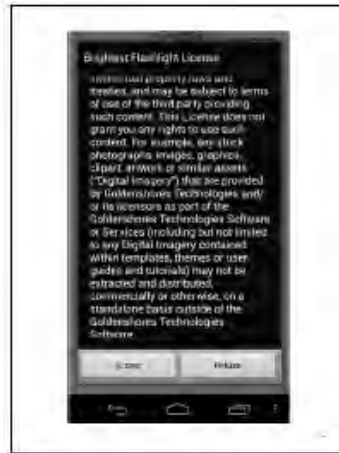 Brightest Flashlight License
intellectual property laws and
treaties, and may be subject to terms
of use of the third party providing
such content. This License does not
grant you any rights to use such
content. For example, any stock
photographs, images, graphics,
clipart, artwork or similar assets
("Digital Imagery") that are provided
by Goldenshores Technologies and/
or its licensors as part of the
Goldenshores Technologies Software
or Services (including but not limited
to any Digital Imagery contained
within templates, themes or user
guides and tutorials) may not be
extracted and distributed,
commercially or otherwise, on a
standalone basis outside of the
Goldenshores Technologies
Software.
Accept Refuse